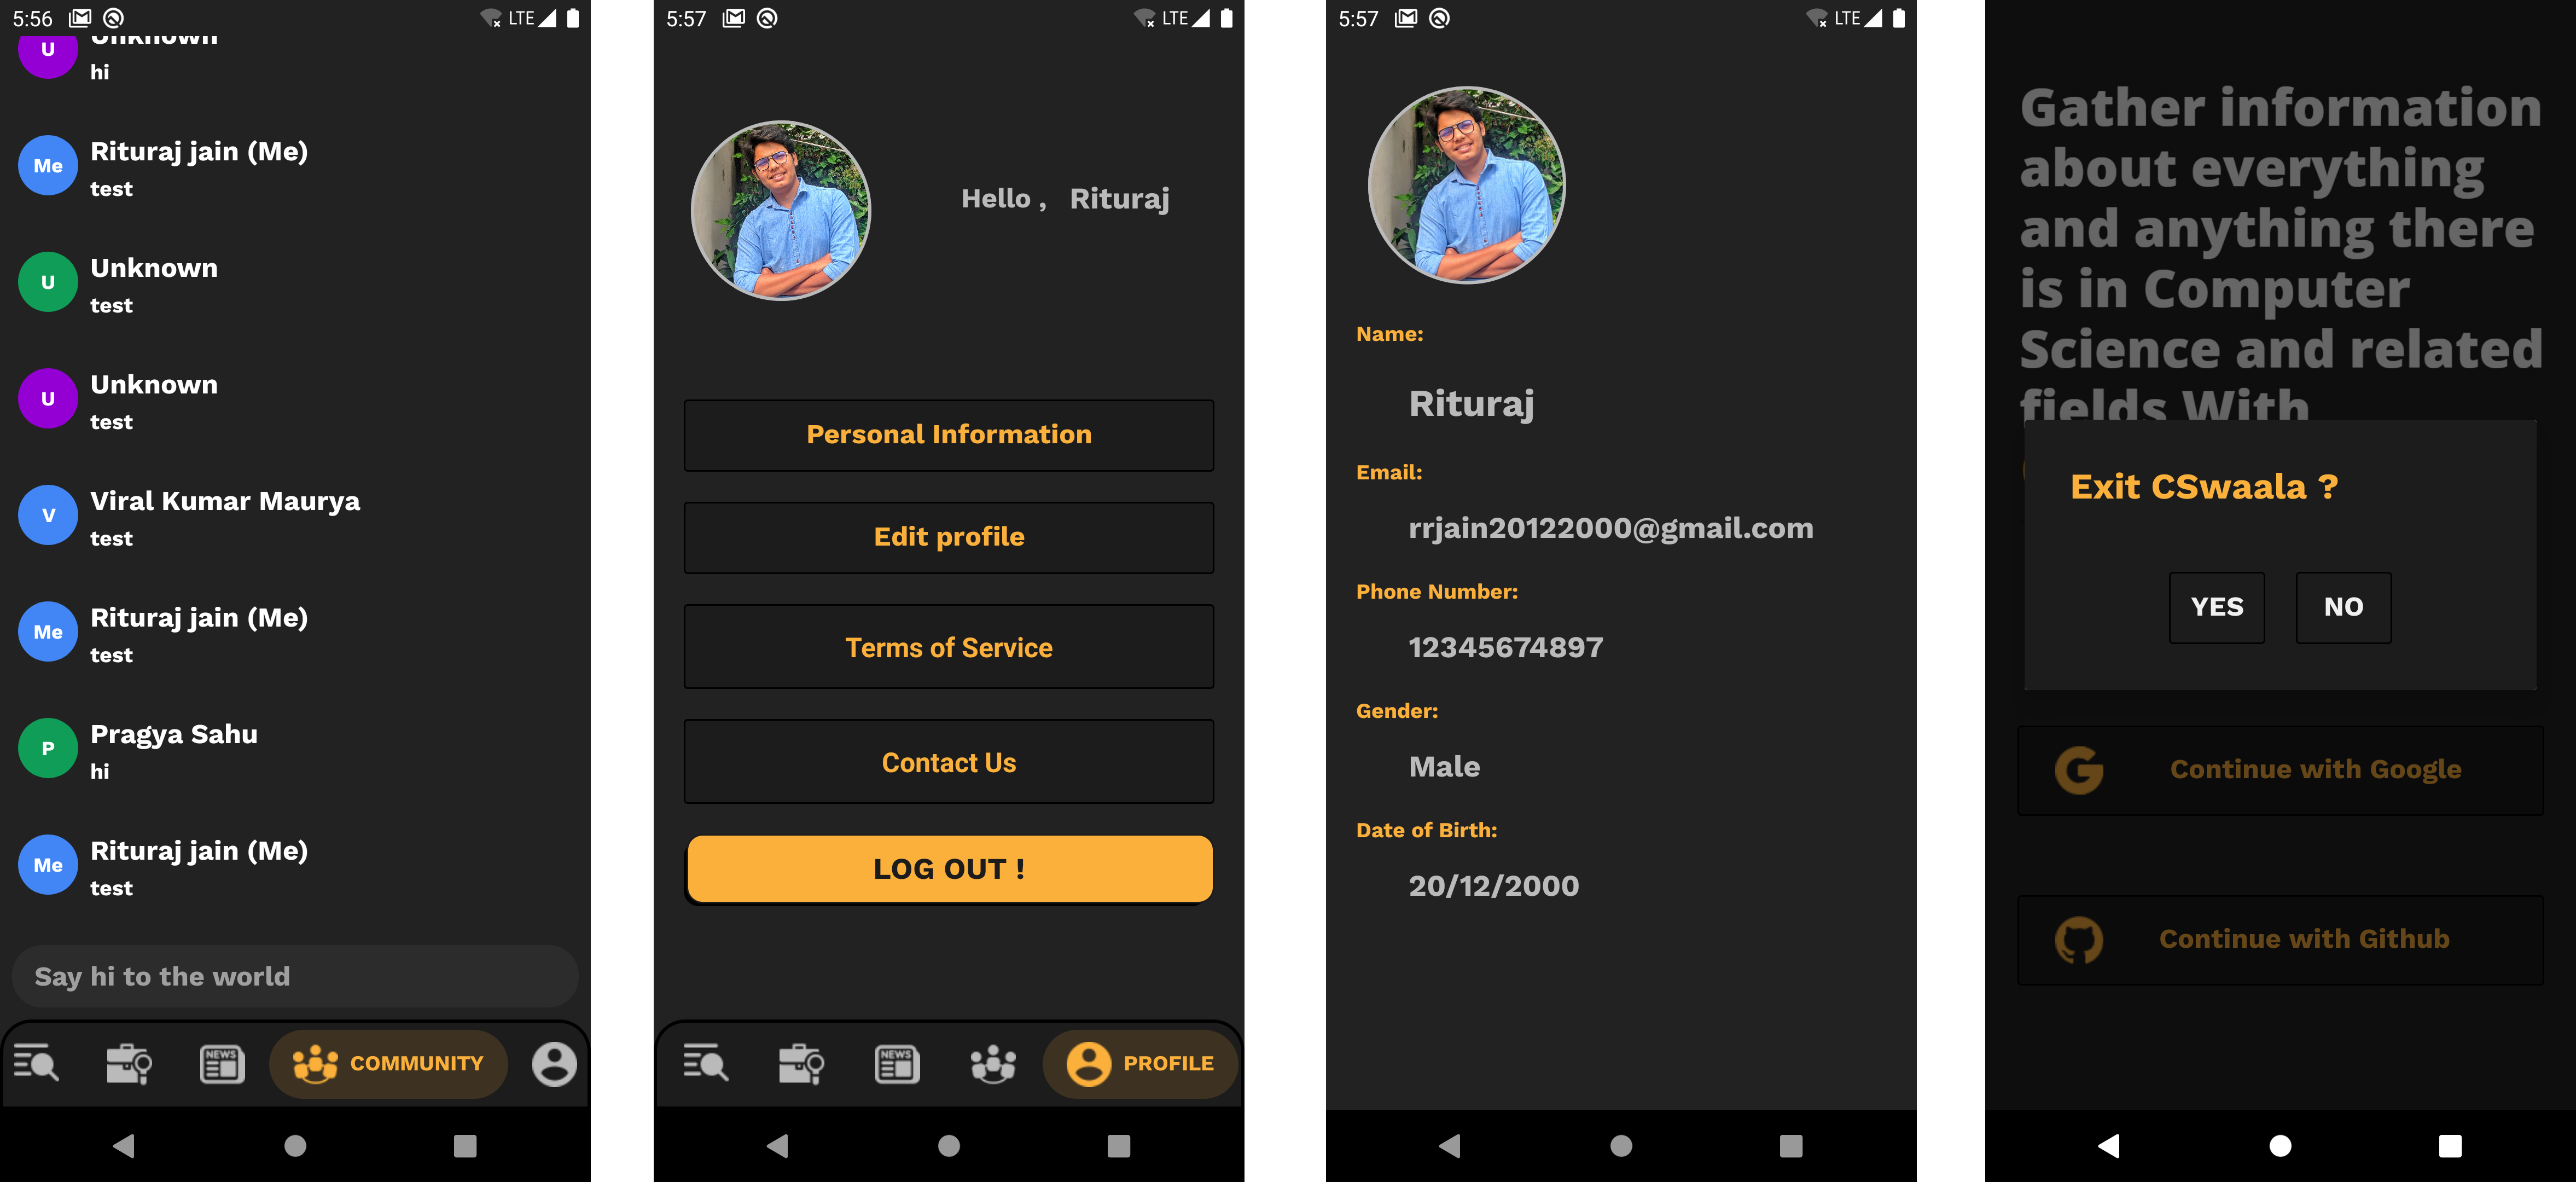 5:56
LTE
U
Unknown
hi
Me
Rituraj jain (Me)
test
U
Unknown
test
U
Unknown
test
V
Viral Kumar Maurya
test
Me
Rituraj jain (Me)
test
P
Pragya Sahu
hi
Me
Rituraj jain (Me)
test
Say hi to the world
NEWS
COMMUNITY
5:57
LTE
Hello , Rituraj
Personal Information
Edit profile
Terms of Service
Contact Us
LOG OUT !
NEWS
PROFILE
5:57
LTE
Name:
Rituraj
Email:
rrjain20122000@gmail.com
Phone Number:
12345674897
Gender:
Male
Date of Birth:
20/12/2000
Gather information
about everything
and anything there
is in Computer
Science and related
fields With
Exit CSwaala ?
YES
NO
G
Continue with Google
Continue with Github